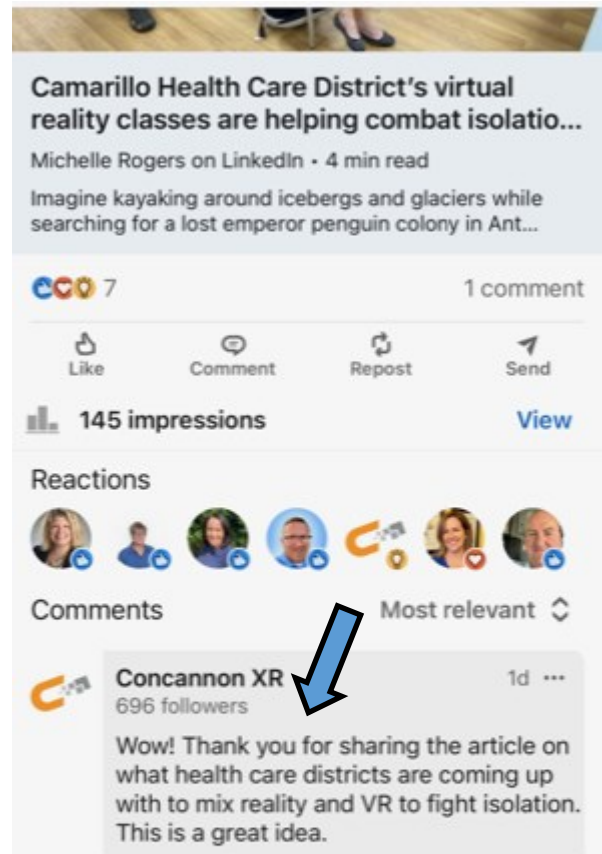 Camarillo Health Care District's virtual
reality classes are helping combat isolatio...
Michelle Rogers on LinkedIn • 4 min read
Imagine kayaking around icebergs and glaciers while
searching for a lost emperor penguin colony in Ant...
7 1 comment
Like Comment Repost Send
145 impressions View
Reactions
Comments Most relevant
Concannon XR 1d •••
696 followers
Wow! Thank you for sharing the article on
what health care districts are coming up
with to mix reality and VR to fight isolation.
This is a great idea.